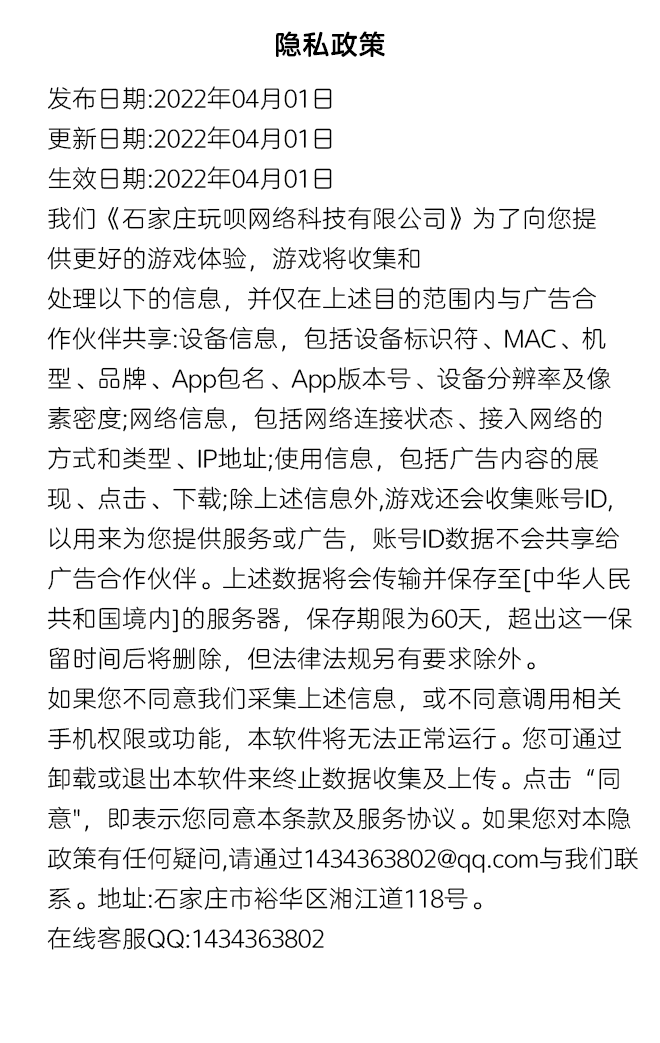 隐私政策
发布日期:2022年04月01日
更新日期:2022年04月01日
生效日期:2022年04月01日
我们《石家庄玩呗网络科技有限公司》为了向您提
供更好的游戏体验，游戏将收集和
处理以下的信息，并仅在上述目的范围内与广告合
作伙伴共享:设备信息，包括设备标识符、MAC、机
型、品牌、App包名、App版本号、设备分辨率及像
素密度;网络信息，包括网络连接状态、接入网络的
方式和类型、IP地址;使用信息，包括广告内容的展
现、点击、下载;除上述信息外,游戏还会收集账号ID,
以用来为您提供服务或广告，账号ID数据不会共享给
广告合作伙伴。上述数据将会传输并保存至[中华人民
共和国境内]的服务器，保存期限为60天，超出这一保
留时间后将删除，但法律法规另有要求除外。
如果您不同意我们采集上述信息，或不同意调用相关
手机权限或功能，本软件将无法正常运行。您可通过
卸载或退出本软件来终止数据收集及上传。点击“同
意"，即表示您同意本条款及服务协议。如果您对本隐
政策有任何疑问,请通过1434363802@qq.com与我们联
系。地址:石家庄市裕华区湘江道118号。
在线客服QQ:1434363802